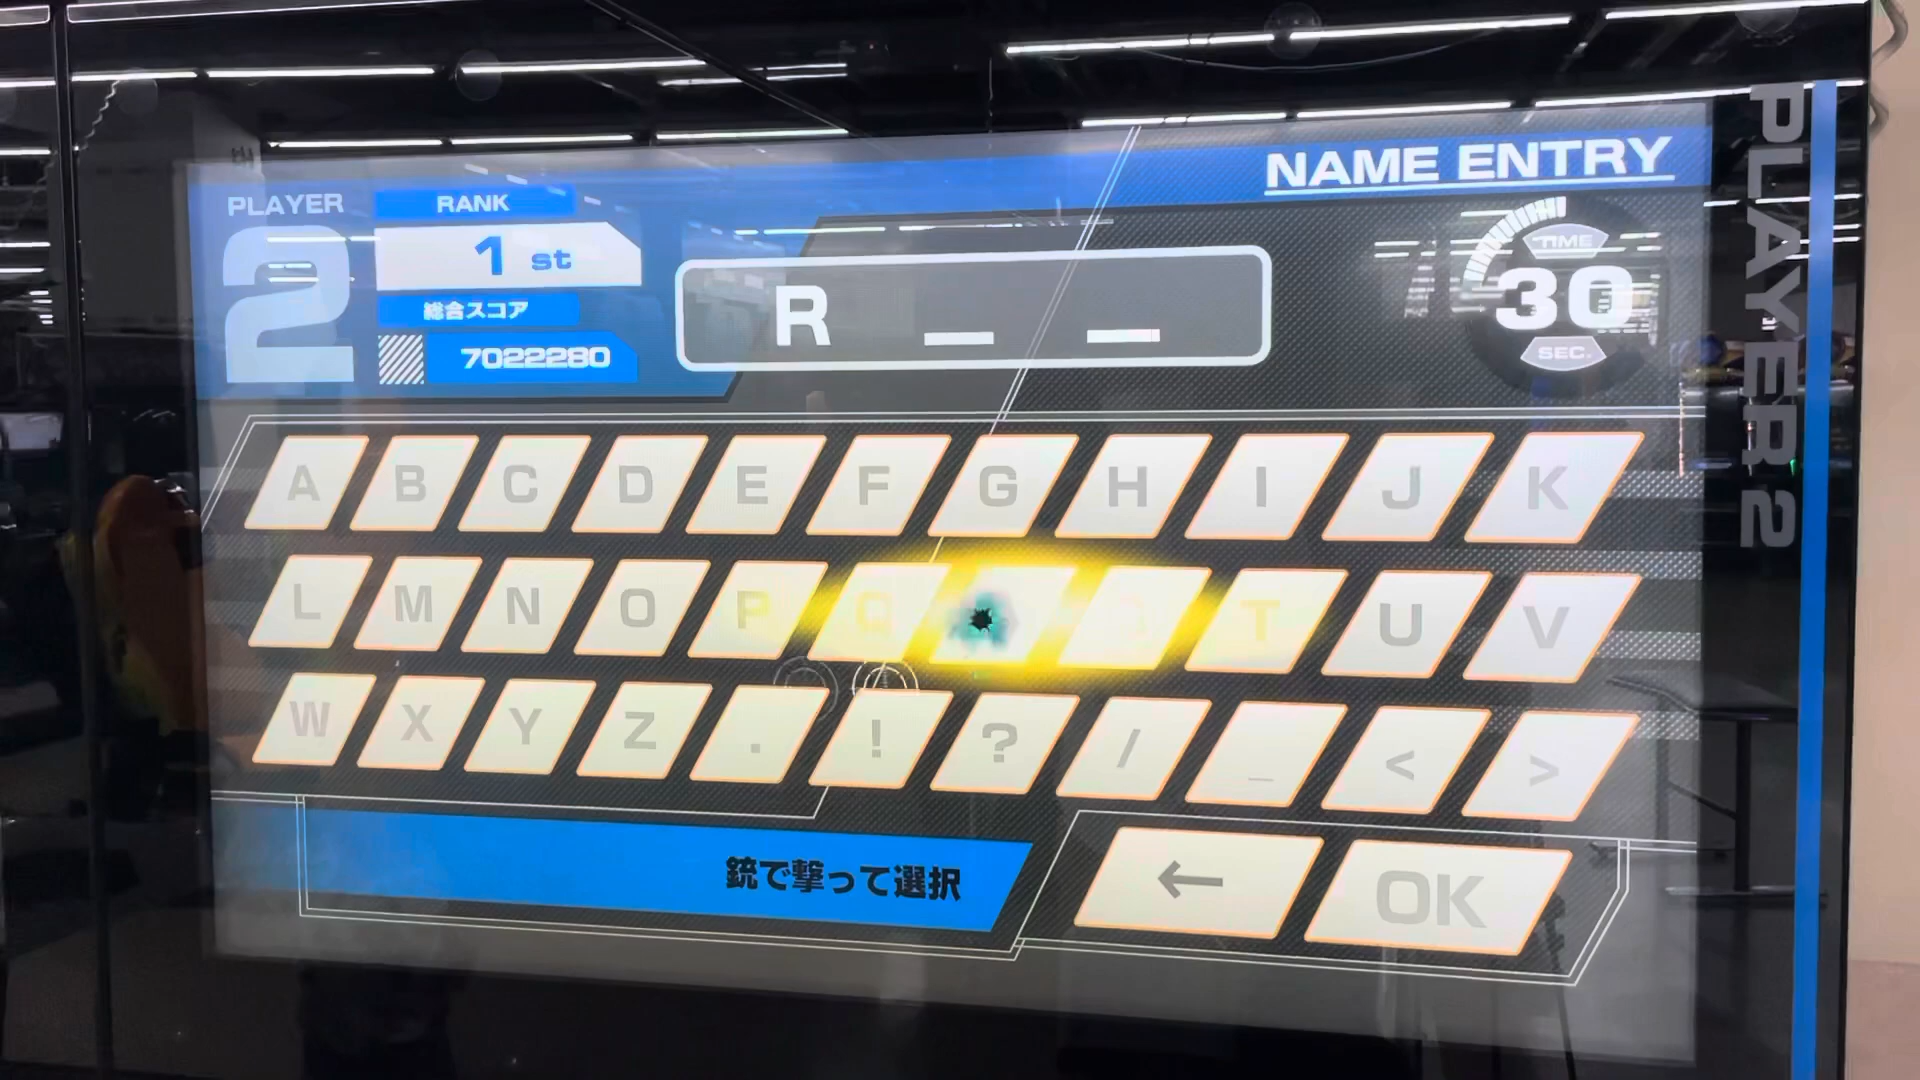 NAME ENTRY
PLAYER 2
RANK
1 st
総合スコア
7022280
R _ _
TIME
30
SEC.
A B C D E F G H I J K
L M N O P Q T U V
W X Y Z . ! ? / _ < >
銃で撃って選択
← OK
PLAYER 2